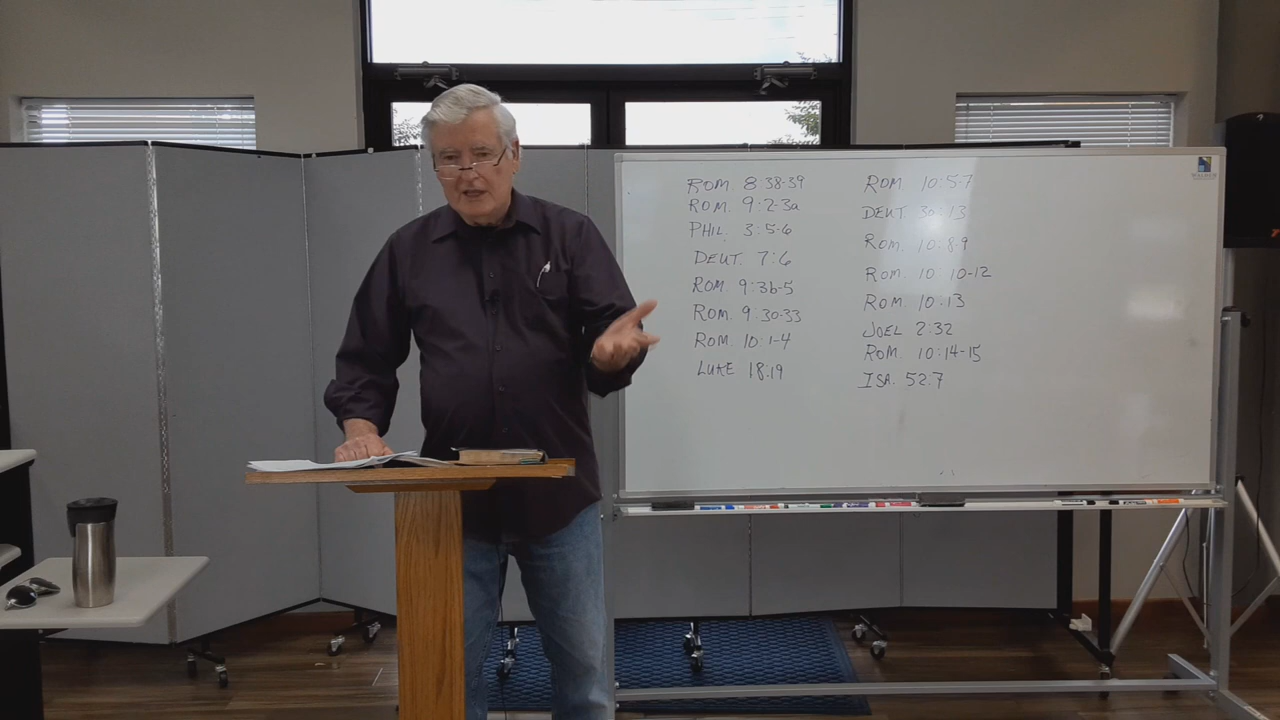 ROM. 8:38-39
ROM. 9:2-3a
PHIL. 3:5-6
DEUT. 7:6
ROM. 9:3b-5
ROM. 9:30-33
ROM. 10:1-4
LUKE 18.19
ROM. 10:5-7
DEUT. 30:13
ROM. 10:8-9
ROM. 10 10-12
ROM. 10:13
JOEL 2:32
ROM. 10:14-15
ISA. 52:7